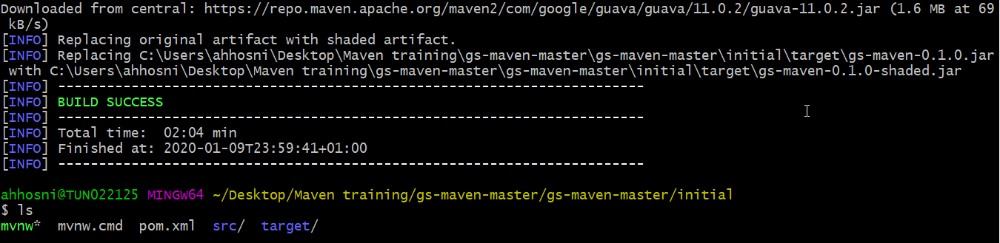 Downloaded from central: https://repo.maven.apache.org/maven2/com/google/guava/guava/11.0.2/guava-11.0.2.jar (1.6 MB at 69
kB/s)
[INFO] Replacing original artifact with shaded artifact.
[INFO] Replacing C:\Users\ahhosni\Desktop\Maven training\gs-maven-master\gs-maven-master\initial\target\gs-maven-0.1.0.jar
with C:\Users\ahhosni\Desktop\Maven training\gs-maven-master\gs-maven-master\initial\target\gs-maven-0.1.0-shaded.jar
[INFO] ------------------------------------------------------------------------
[INFO] BUILD SUCCESS
[INFO] ------------------------------------------------------------------------
[INFO] Total time:  02:04 min
[INFO] Finished at: 2020-01-09T23:59:41+01:00
[INFO] ------------------------------------------------------------------------
ahhosni@TUN022125 MINGW64 ~/Desktop/Maven training/gs-maven-master/gs-maven-master/initial
$ ls
mvnw*  mvnw.cmd  pom.xml  src/  target/